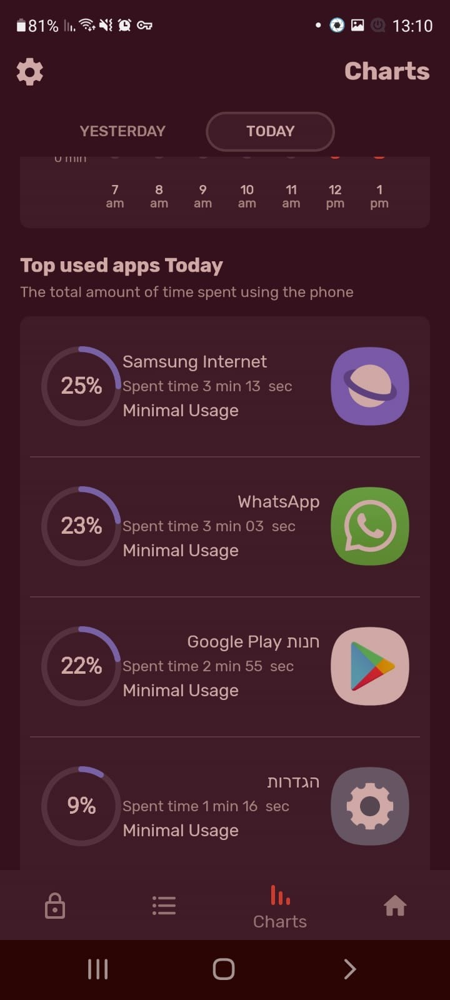 81%
13:10
Charts
YESTERDAY
TODAY
0 min
7 8 9 10 11 12 1
am am am am am pm pm
Top used apps Today
The total amount of time spent using the phone
25%
Samsung Internet
Spent time 3 min 13 sec
Minimal Usage
23%
WhatsApp
Spent time 3 min 03 sec
Minimal Usage
22%
חנות Google Play
Spent time 2 min 55 sec
Minimal Usage
9%
הגדרות
Spent time 1 min 16 sec
Minimal Usage
Charts